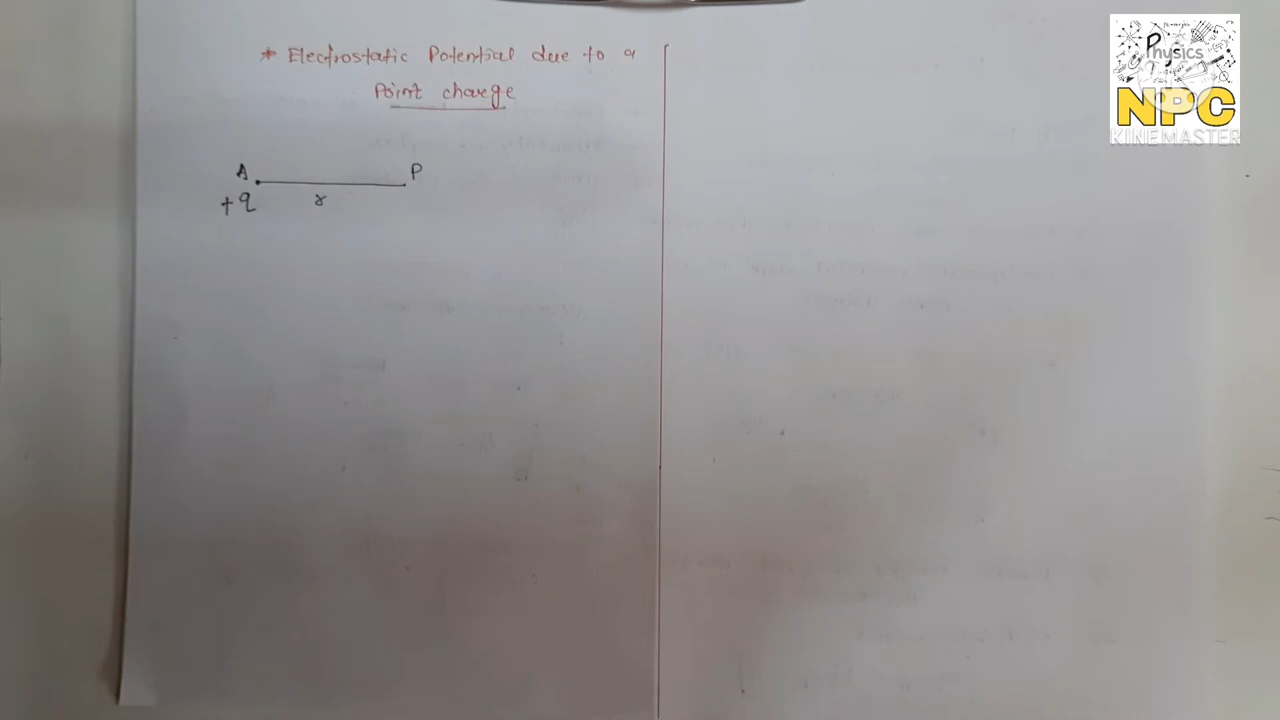 * Electrostatic Potential due to a
Point charge
A P
+q r
Physics
NPC
KINEMASTER